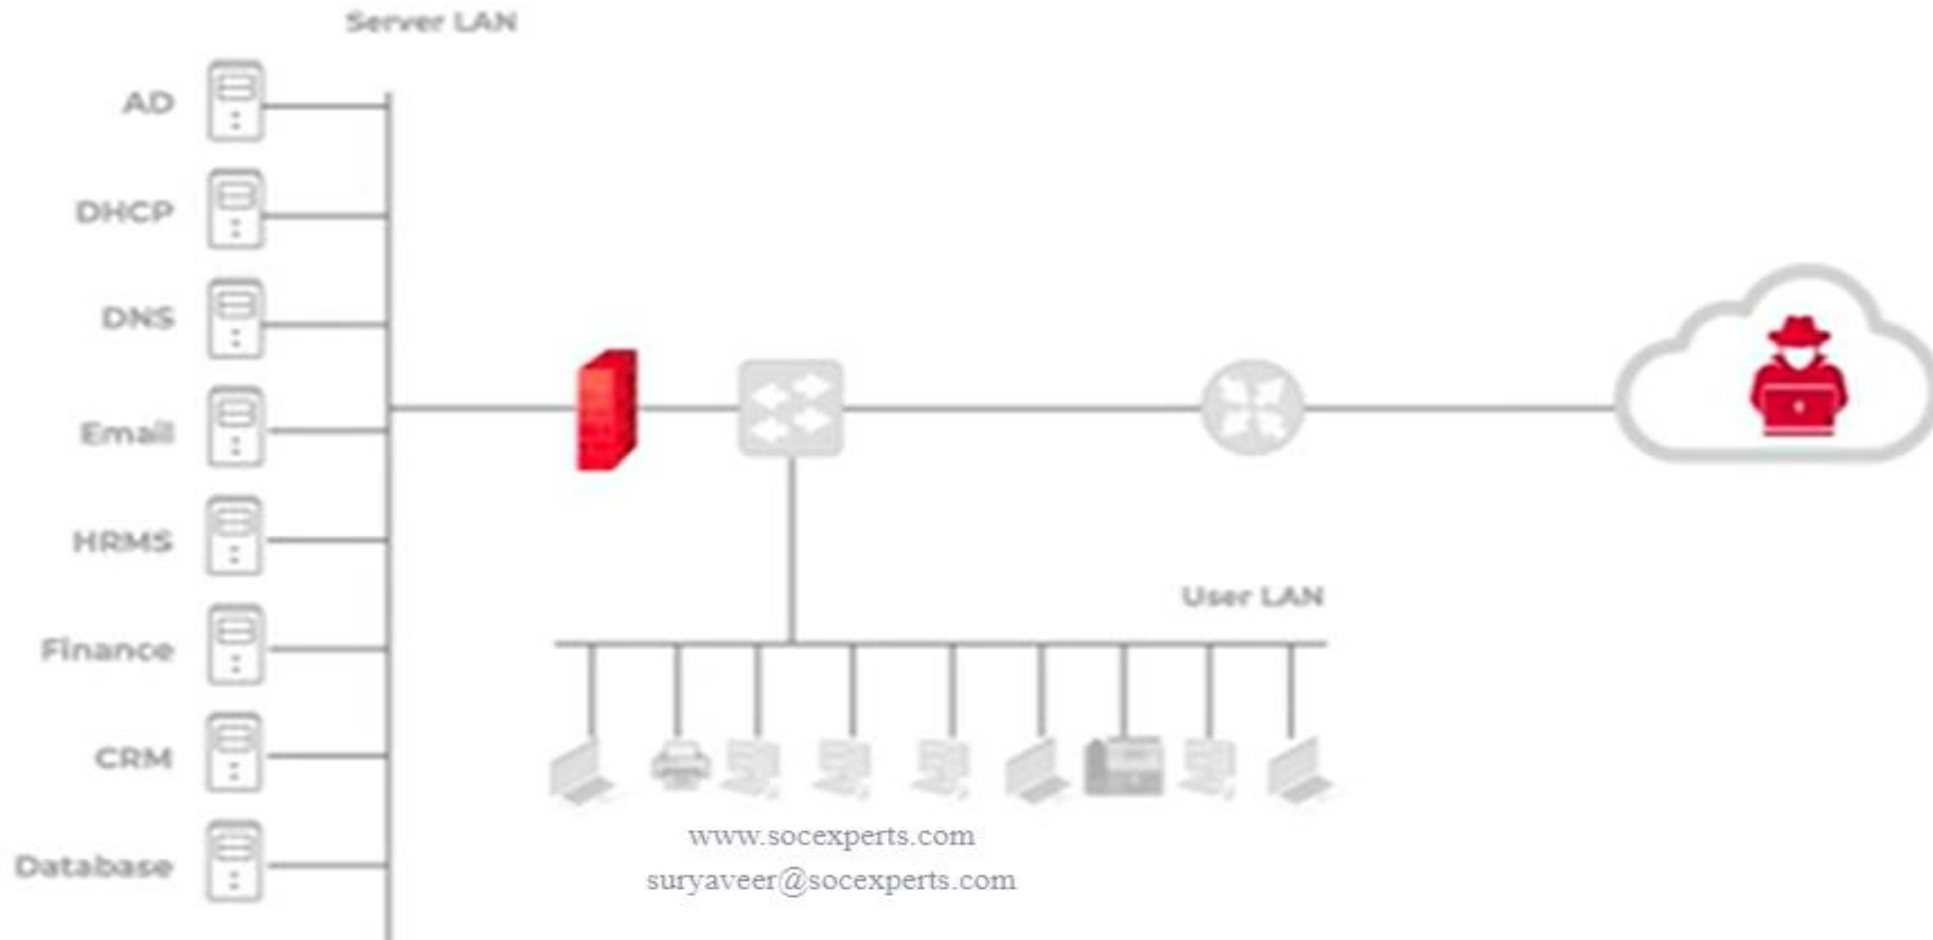 Server LAN
AD
DHCP
DNS
Email
HRMS
Finance
CRM
Database
User LAN
www.socexperts.com
suryaveer@socexperts.com